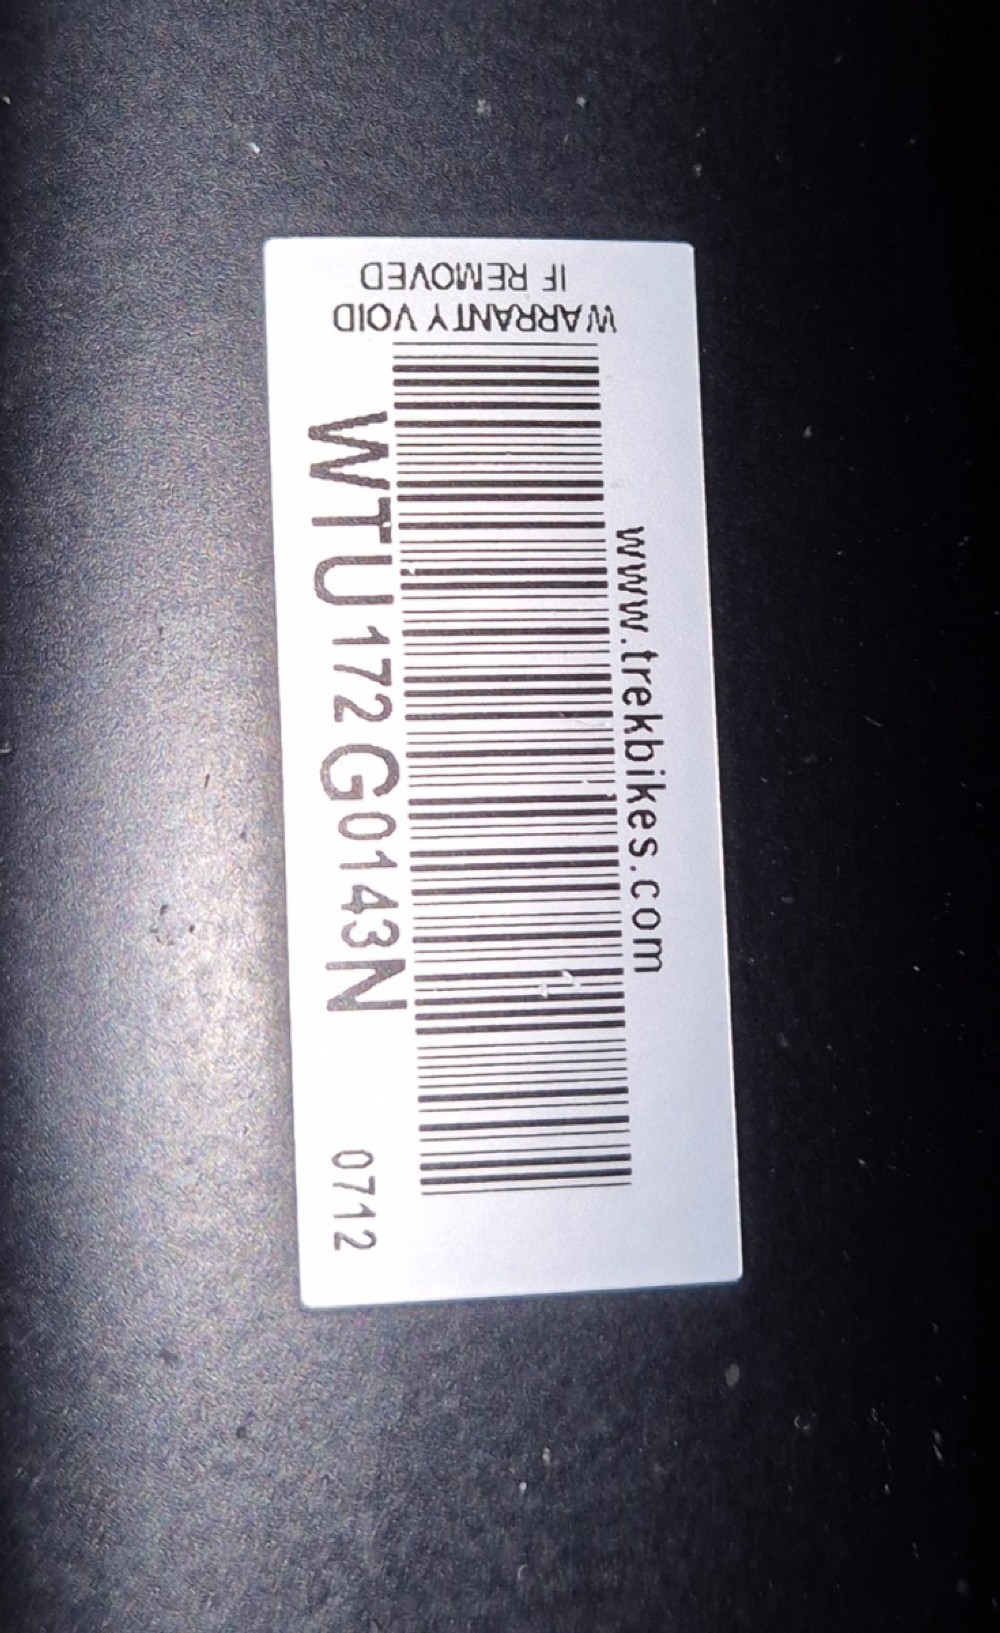 WARRANTY VOID
IF REMOVED
www.trekbikes.com
WTU172G0143N
0712